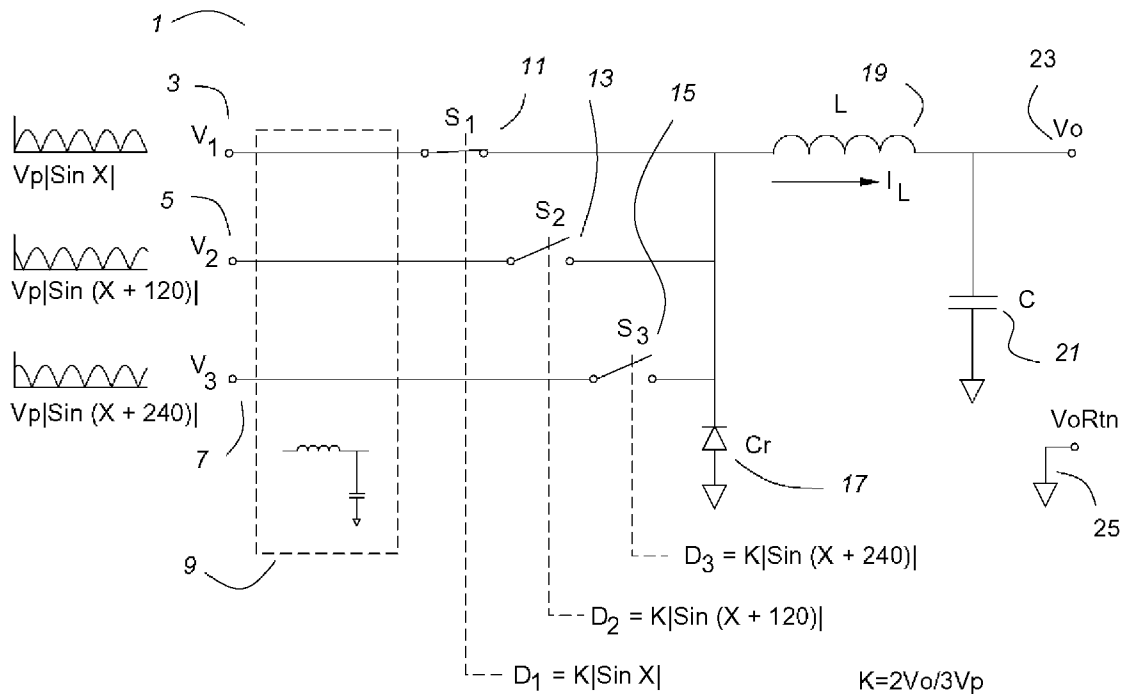 1
3
11
13
15
19
23
V1
S1
L
Vo
Vp|Sin X|
IL
5
V2
S2
Vp|Sin (X + 120)|
S3
C
21
V3
Vp|Sin (X + 240)|
7
Cr
17
VoRtn
25
9
D3 = K|Sin (X + 240)|
D2 = K|Sin (X + 120)|
D1 = K|Sin X|
K=2Vo/3Vp